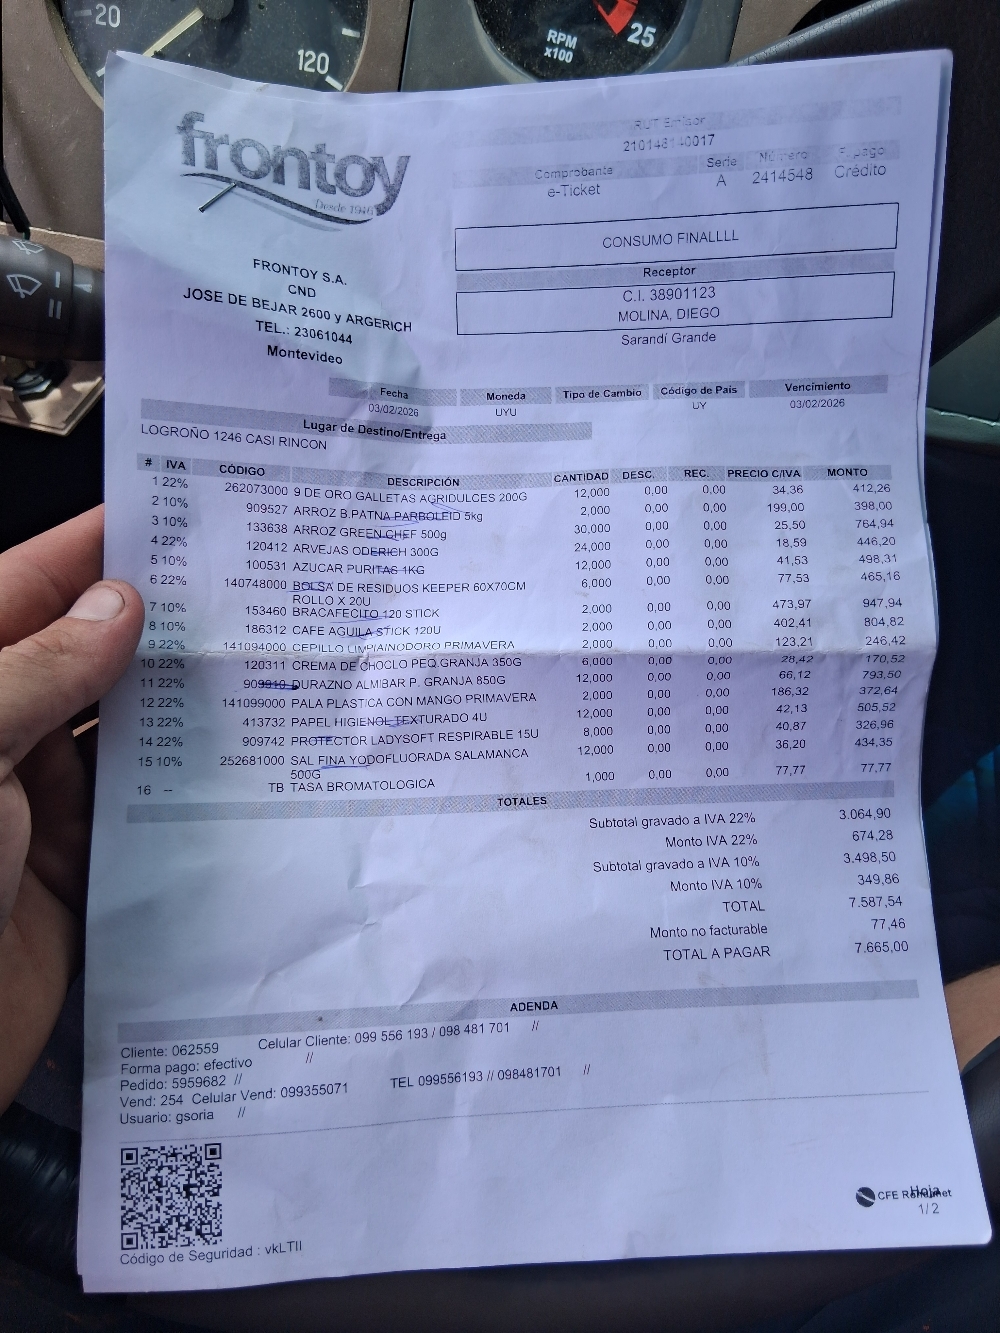 20
120
RPM
x100
25
frontoy
Desde 1946
RUT Emisor
210148140017
Comprobante Serie Número F. pago
e-Ticket A 2414548 Crédito
CONSUMO FINALLLL
Receptor
C.I. 38901123
MOLINA, DIEGO
Sarandí Grande
FRONTOY S.A.
CND
JOSE DE BEJAR 2600 y ARGERICH
TEL.: 23061044
Montevideo
Fecha Moneda Tipo de Cambio Código de País Vencimiento
03/02/2026 UYU UY 03/02/2026
Lugar de Destino/Entrega
LOGROÑO 1246 CASI RINCON
# IVA CÓDIGO DESCRIPCIÓN CANTIDAD DESC. REC. PRECIO C/IVA MONTO
1 22% 262073000 9 DE ORO GALLETAS AGRIDULCES 200G 12,000 0,00 0,00 34,36 412,26
2 10% 909527 ARROZ B.PATNA PARBOLEID 5kg 2,000 0,00 0,00 199,00 398,00
3 10% 133638 ARROZ GREEN CHEF 500g 30,000 0,00 0,00 25,50 764,94
4 22% 120412 ARVEJAS ODERICH 300G 24,000 0,00 0,00 18,59 446,20
5 10% 100531 AZUCAR PURITAS 1KG 12,000 0,00 0,00 41,53 498,31
6 22% 140748000 BOLSA DE RESIDUOS KEEPER 60X70CM 6,000 0,00 0,00 77,53 465,16
ROLLO X 20U
7 10% 153460 BRACAFECITO 120 STICK 2,000 0,00 0,00 473,97 947,94
8 10% 186312 CAFE AGUILA STICK 120U 2,000 0,00 0,00 402,41 804,82
9 22% 141094000 CEPILLO LIMPIAINODORO PRIMAVERA 2,000 0,00 0,00 123,21 246,42
10 22% 120311 CREMA DE CHOCLO PEQ.GRANJA 350G 6,000 0,00 0,00 28,42 170,52
11 22% DURAZNO ALMIBAR P. GRANJA 850G 12,000 0,00 0,00 66,12 793,50
12 22% 141099000 PALA PLASTICA CON MANGO PRIMAVERA 2,000 0,00 0,00 186,32 372,64
13 22% 413732 PAPEL HIGIENOL TEXTURADO 4U 12,000 0,00 0,00 42,13 505,52
14 22% 909742 PROTECTOR LADYSOFT RESPIRABLE 15U 8,000 0,00 0,00 40,87 326,96
15 10% 252681000 SAL FINA YODOFLUORADA SALAMANCA 12,000 0,00 0,00 36,20 434,35
500G
16 -- TB TASA BROMATOLOGICA 1,000 0,00 0,00 77,77 77,77
TOTALES
Subtotal gravado a IVA 22% 3.064,90
Monto IVA 22% 674,28
Subtotal gravado a IVA 10% 3.498,50
Monto IVA 10% 349,86
TOTAL 7.587,54
Monto no facturable 77,46
TOTAL A PAGAR 7.665,00
ADENDA
Cliente: 062559 Celular Cliente: 099 556 193 / 098 481 701 //
Forma pago: efectivo //
Pedido: 5959682 // TEL 099556193 // 098481701 //
Vend: 254 Celular Vend: 099355071
Usuario: gsoria //
CFE
Hoja
1/ 2
Código de Seguridad : vkLTII